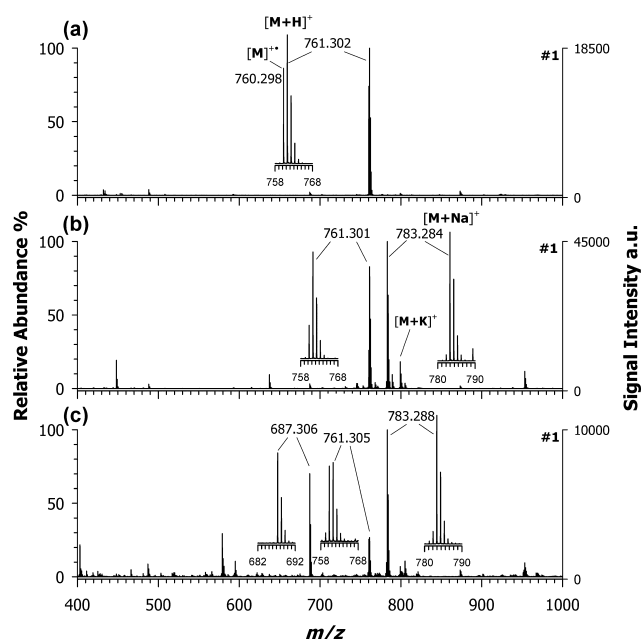 (a)
[M+H]⁺
[M]⁺•
760.298
761.302
#1
100
50
0
18500
0
758 768
(b)
[M+Na]⁺
761.301
783.284
#1
[M+K]⁺
100
50
0
45000
0
758 768
780 790
(c)
687.306
761.305
783.288
#1
100
50
0
10000
0
682 692
758 768
780 790
400 500 600 700 800 900 1000
m/z
Relative Abundance %
Signal Intensity a.u.